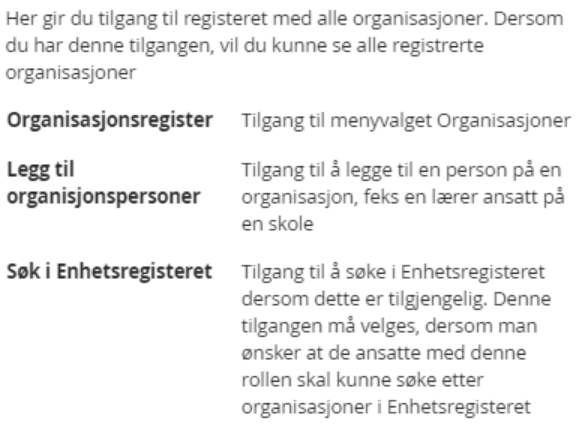 Her gir du tilgang til registeret med alle organisasjoner. Dersom
du har denne tilgangen, vil du kunne se alle registrerte
organisasjoner
Organisasjonsregister Tilgang til menyvalget Organisasjoner
Legg til
organisjonspersoner
Tilgang til å legge til en person på en
organisasjon, feks en lærer ansatt på
en skole
Søk i Enhetsregisteret Tilgang til å søke i Enhetsregisteret
dersom dette er tilgjengelig. Denne
tilgangen må velges, dersom man
ønsker at de ansatte med denne
rollen skal kunne søke etter
organisasjoner i Enhetsregisteret